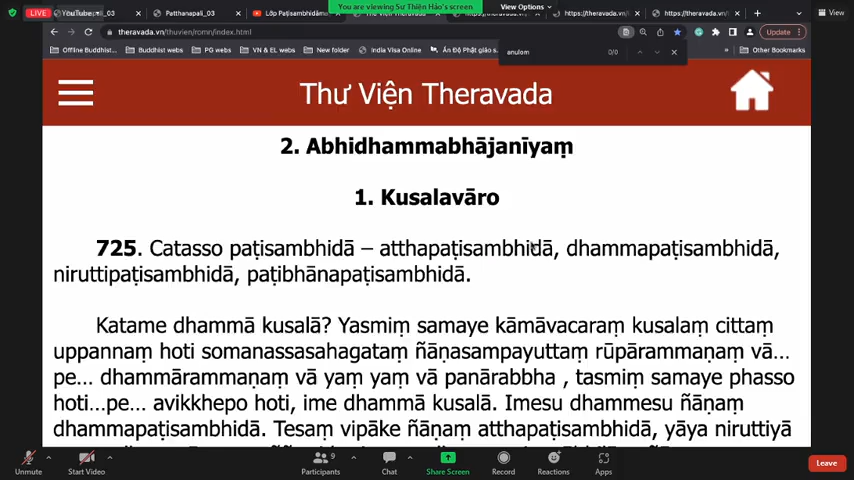 You are viewing Sư Thiện Hảo's screen
View Options
View
LIVE
YouTube
Patthanapali_03
Lớp Paṭisambhidām
https://theravada.vn/
https://theravada.vn/
theravada.vn/thuvien/romn/index.html
Update
Offline Buddhist...
Buddhist webs
PG webs
VN & EL webs
New folder
India Visa Online
Ấn Độ Phật giáo s...
anulom
0/0
Other Bookmarks
Thư Viện Theravada
2. Abhidhammabhājanīyaṃ
1. Kusalavāro
725. Catasso paṭisambhidā – atthapaṭisambhidā, dhammapaṭisambhidā,
niruttipaṭisambhidā, paṭibhānapaṭisambhidā.
Katame dhammā kusalā? Yasmiṃ samaye kāmāvacaraṃ kusalaṃ cittaṃ
uppannaṃ hoti somanassasahagataṃ ñāṇasampayuttaṃ rūpārammaṇaṃ vā…
pe… dhammārammaṇaṃ vā yaṃ yaṃ vā panārabbha , tasmiṃ samaye phasso
hoti…pe… avikkhepo hoti, ime dhammā kusalā. Imesu dhammesu ñāṇaṃ
dhammapaṭisambhidā. Tesaṃ vipāke ñāṇaṃ atthapaṭisambhidā, yāya niruttiyā
Unmute
Start Video
Participants
9
Chat
Share Screen
Record
Reactions
Apps
Leave